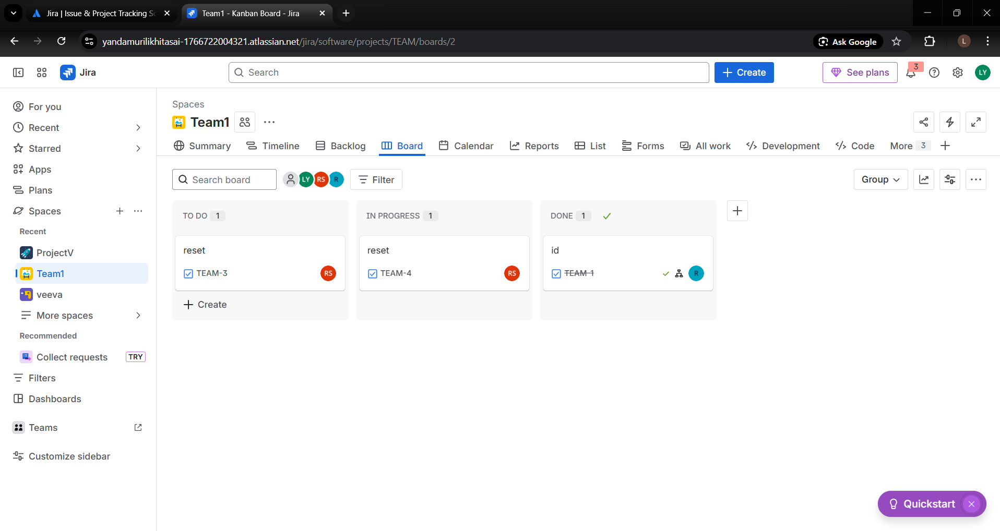 Jira | Issue & Project Tracking So
Team1 - Kanban Board - Jira
yandamurilikhitasai-1766722004321.atlassian.net/jira/software/projects/TEAM/boards/2
Ask Google
L
Jira
Search
Create
See plans
3
LY
For you
Recent
Starred
Apps
Plans
Spaces
Recent
ProjectV
Team1
veeva
More spaces
Recommended
Collect requests
TRY
Filters
Dashboards
Teams
Customize sidebar
Spaces
Team1
Summary
Timeline
Backlog
Board
Calendar
Reports
List
Forms
All work
Development
Code
More 3
Search board
LY
RS
R
Filter
Group
TO DO 1
reset
TEAM-3
RS
Create
IN PROGRESS 1
reset
TEAM-4
RS
DONE 1
id
TEAM-1
R
Quickstart